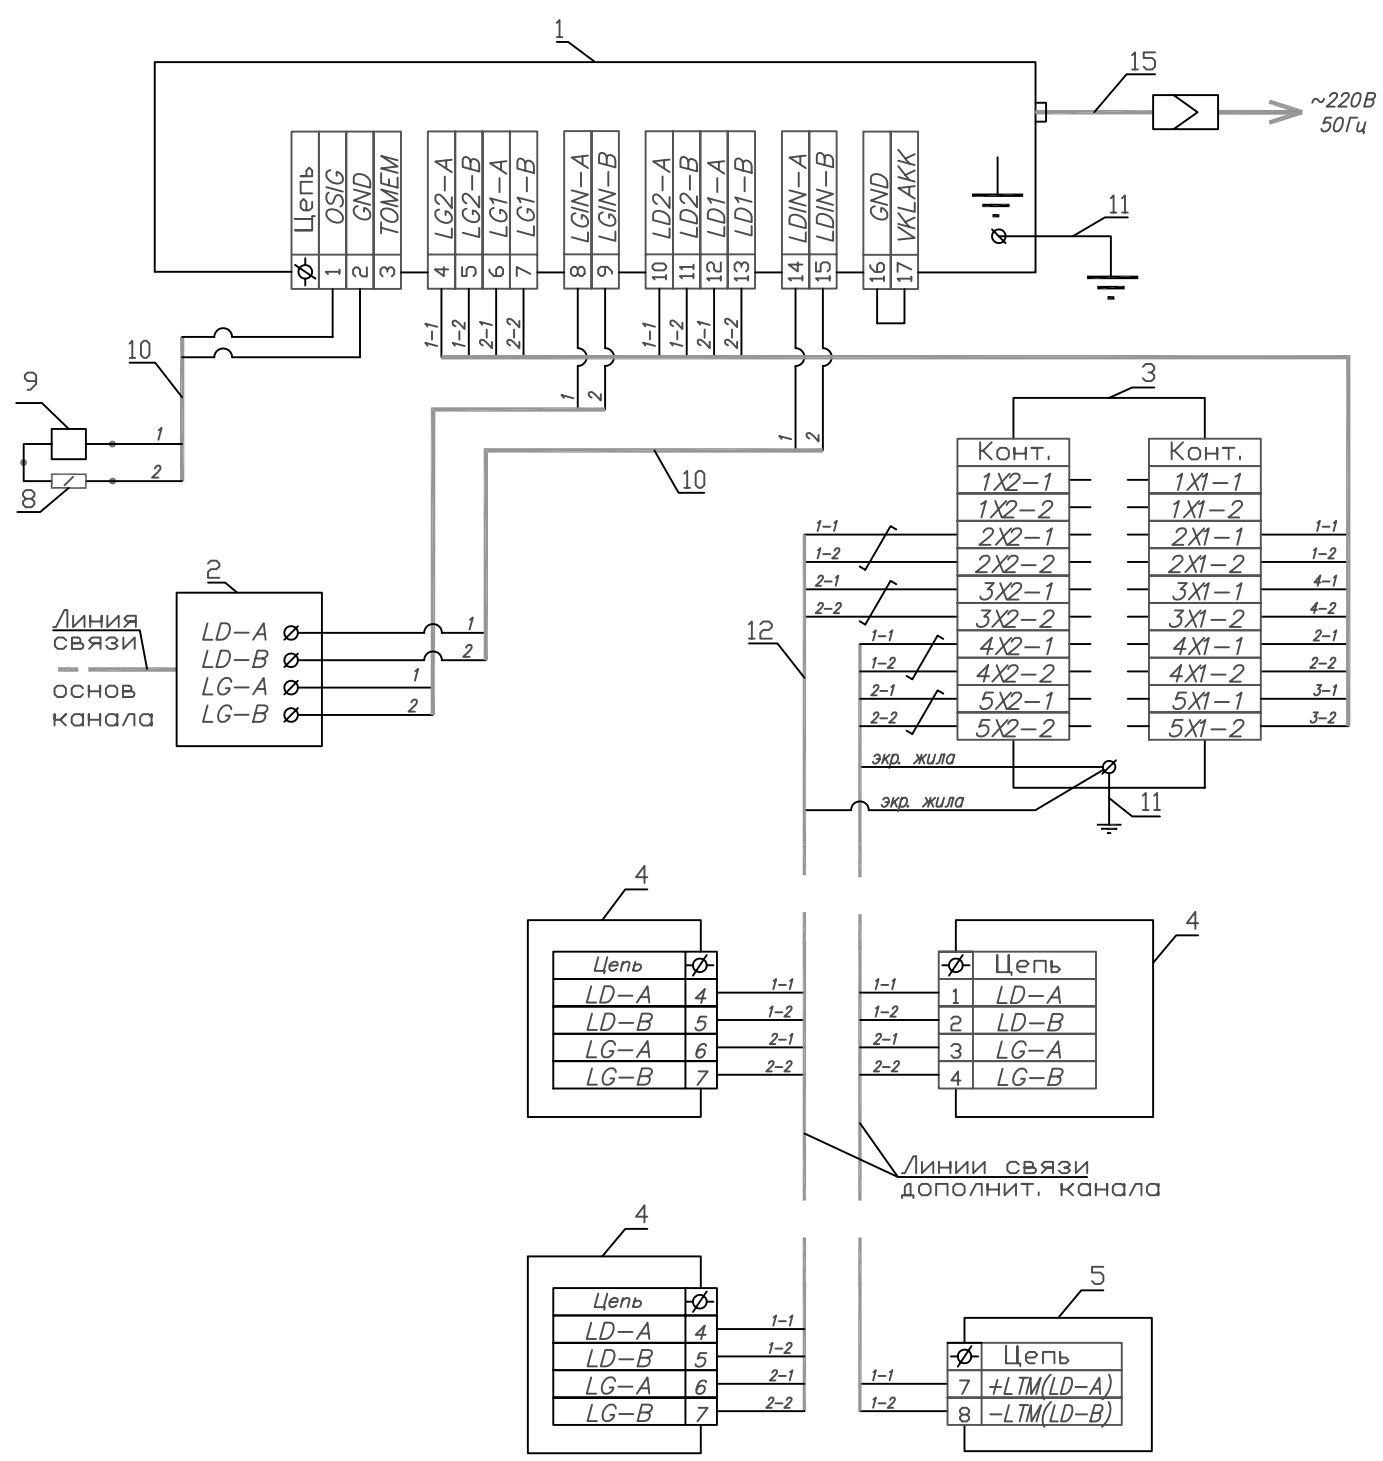 1
15
~220В
50Гц
Цепь
OSIG
GND
TOMEM
LG2-A
LG2-B
LG1-A
LG1-B
LGIN-A
LGIN-B
LD2-A
LD2-B
LD1-A
LD1-B
LDIN-A
LDIN-B
GND
VKLAKK
11
1 2 3 4 5 6 7 8 9 10 11 12 13 14 15 16 17
1-1 1-2 2-1 2-2
1-1 1-2 2-1 2-2
10
9
1 2
1
2
8
1 2
10
3
Конт. Конт.
1X2-1 1X1-1
1X2-2 1X1-2
1-1 2X2-1 2X1-1 1-1
1-2 2X2-2 2X1-2 1-2
2-1 3X2-1 3X1-1 4-1
2-2 3X2-2 3X1-2 4-2
1-1 4X2-1 4X1-1 2-1
1-2 4X2-2 4X1-2 2-2
2-1 5X2-1 5X1-1 3-1
2-2 5X2-2 5X1-2 3-2
12
экр. жила
экр. жила
11
2
Линия
связи
основ
канала
LD-A 1
LD-B 2
LG-A 1
LG-B 2
4
Цепь
LD-A 4 1-1
LD-B 5 1-2
LG-A 6 2-1
LG-B 7 2-2
4
Цепь
1-1 1 LD-A
1-2 2 LD-B
2-1 3 LG-A
2-2 4 LG-B
Линии связи
дополнит. канала
4
Цепь
LD-A 4 1-1
LD-B 5 1-2
LG-A 6 2-1
LG-B 7 2-2
5
Цепь
1-1 7 +LTM(LD-A)
1-2 8 -LTM(LD-B)